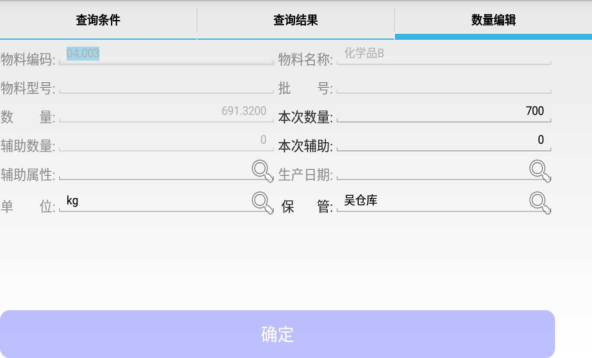 查询条件 查询结果 数量编辑
物料编码: 04.003 物料名称: 化学品B
物料型号: 批 号:
数 量: 691.3200 本次数量: 700
辅助数量: 0 本次辅助: 0
辅助属性: 生产日期:
单 位: kg 保 管: 吴仓库
确定